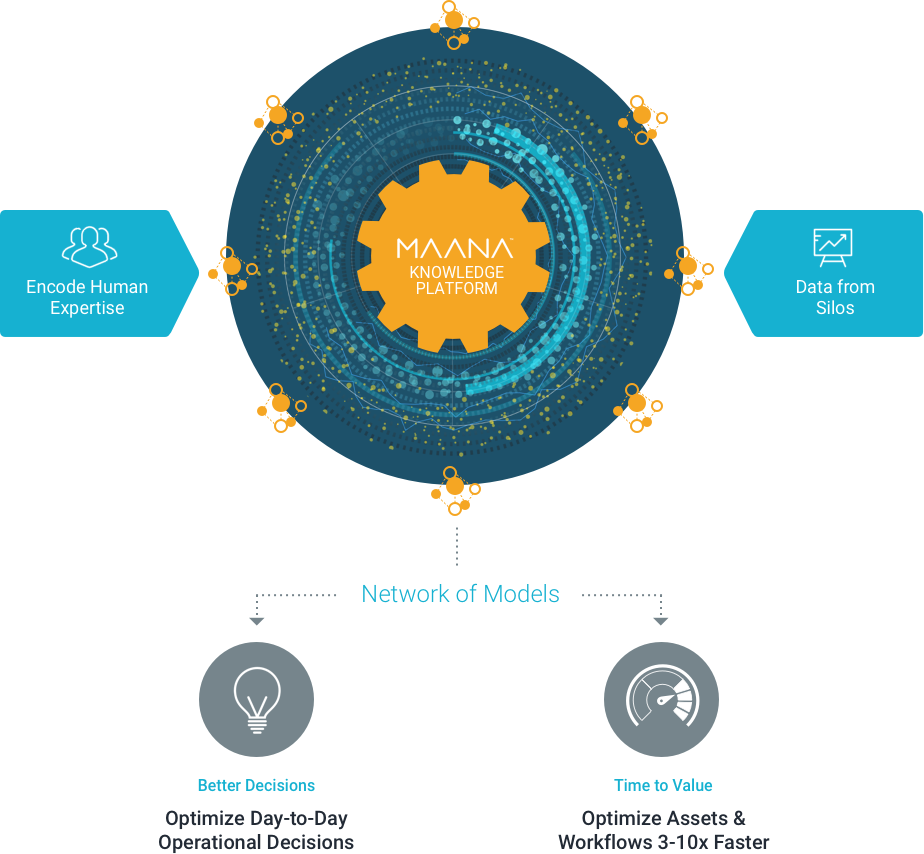 MAANA™
KNOWLEDGE
PLATFORM
Encode Human
Expertise
Data from
Silos
Network of Models
Better Decisions
Optimize Day-to-Day
Operational Decisions
Time to Value
Optimize Assets &
Workflows 3-10x Faster